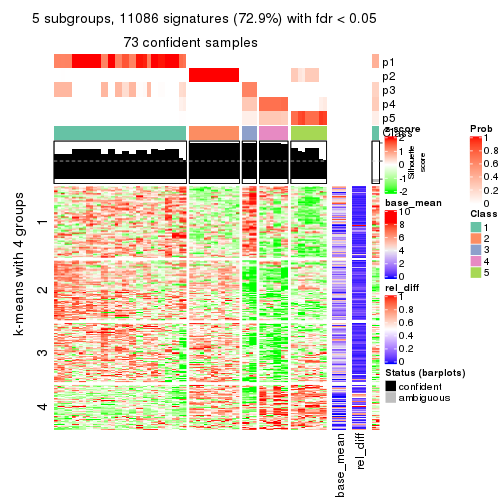 5 subgroups, 11086 signatures (72.9%) with fdr < 0.05
73 confident samples
p1
p2
p3
p4
p5
Class
Silhouette
score
k-means with 4 groups
1
2
3
4
base_mean
rel_diff
z-score
2
1
0
-1
-2
base_mean
10
8
6
4
2
0
rel_diff
1
0.8
0.6
0.4
0.2
0
Status (barplots)
confident
ambiguous
Prob
1
0.8
0.6
0.4
0.2
0
Class
1
2
3
4
5